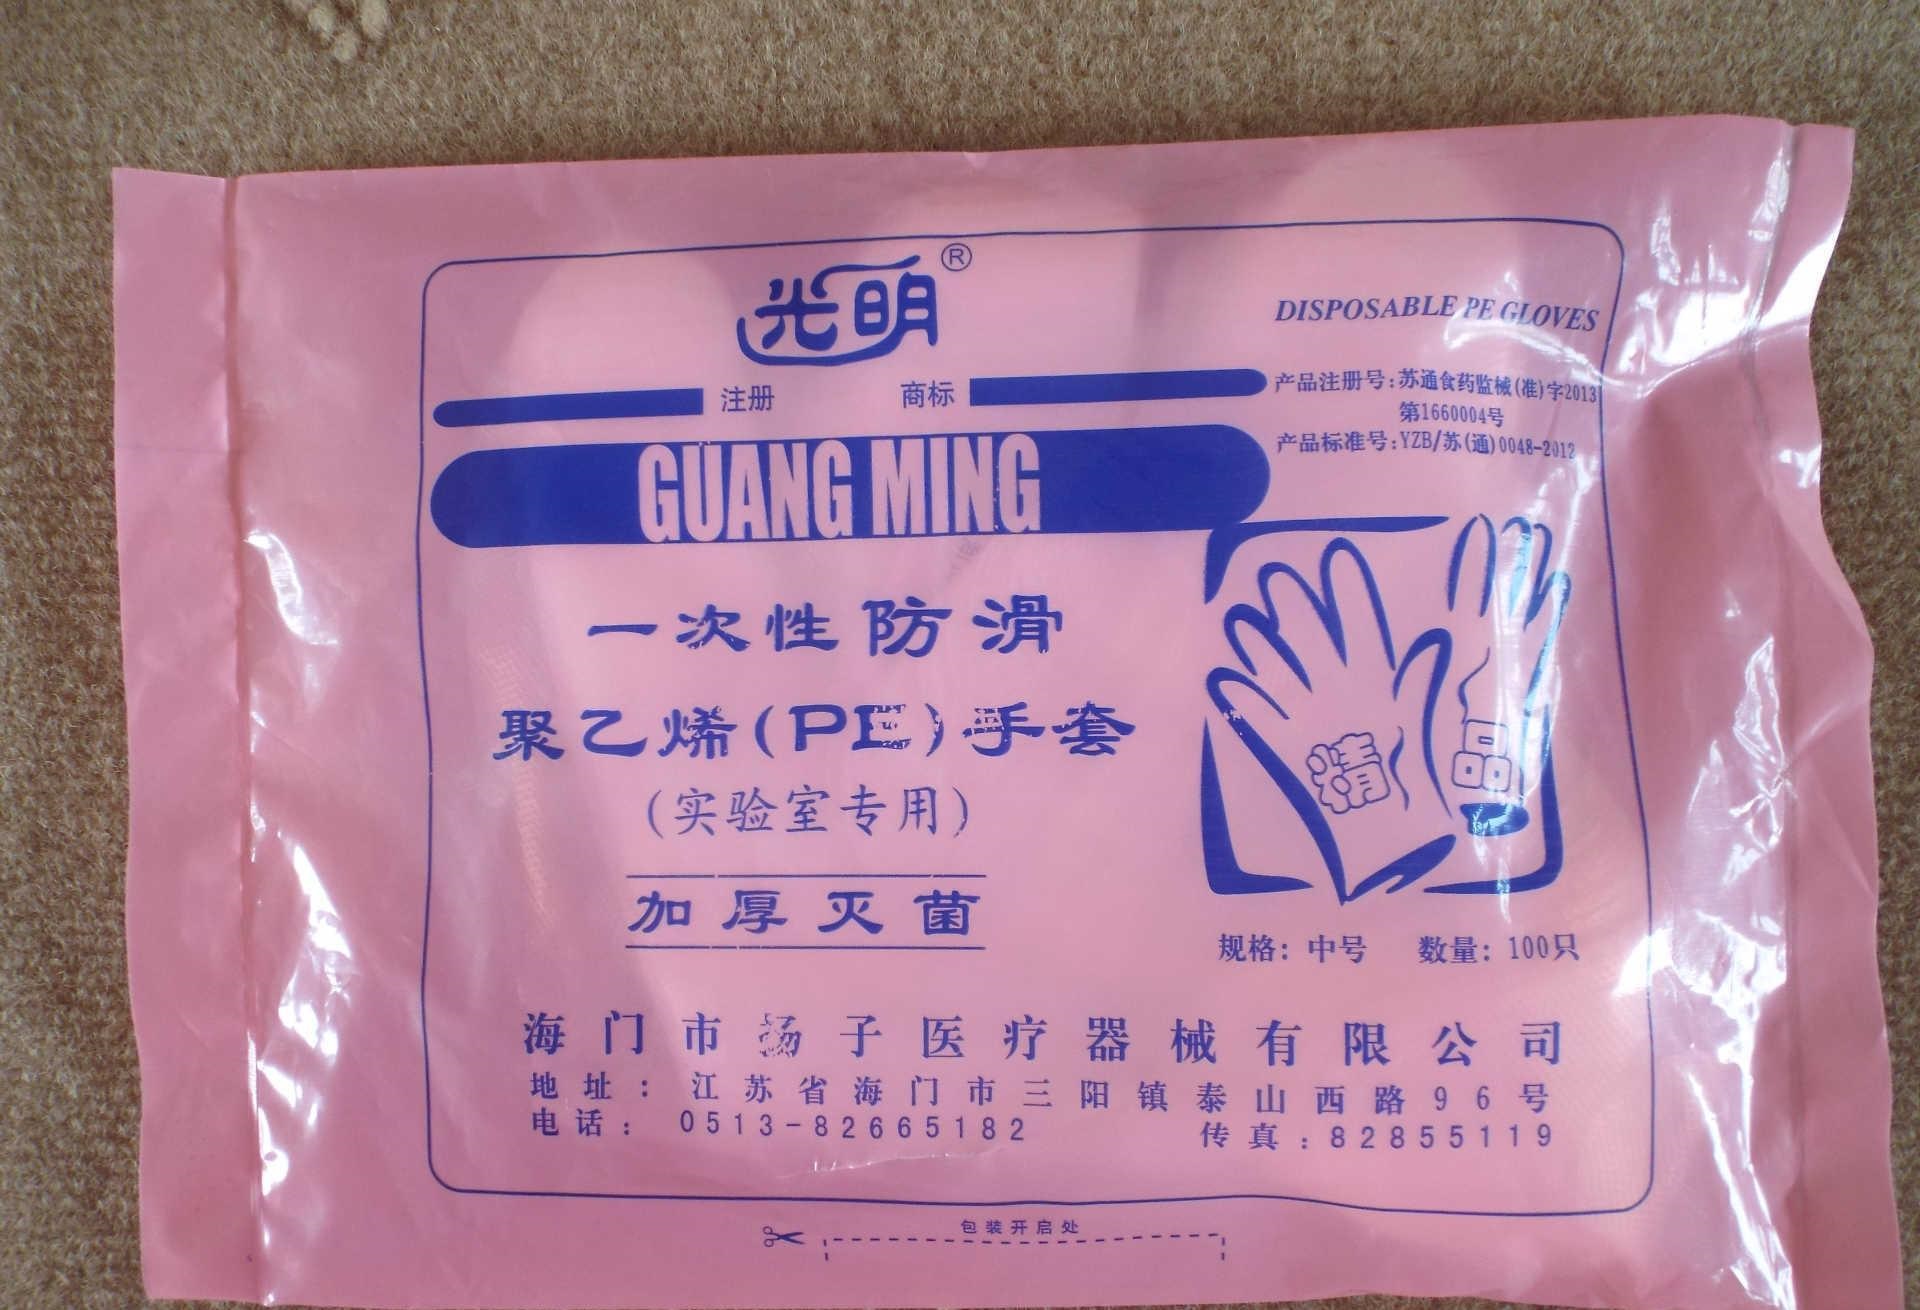 光明®
DISPOSABLE PE GLOVES
注册 商标
产品注册号:苏通食药监械(准)字2013
第1660004号
产品标准号:YZB/苏(通)0048-2012
GUANG MING
一次性防滑
聚乙烯(PE)手套
(实验室专用)
加厚灭菌
精品
规格:中号 数量:100只
海门市扬子医疗器械有限公司
地址:江苏省海门市三阳镇泰山西路96号
电话:0513-82665182 传真:82855119
包装开启处